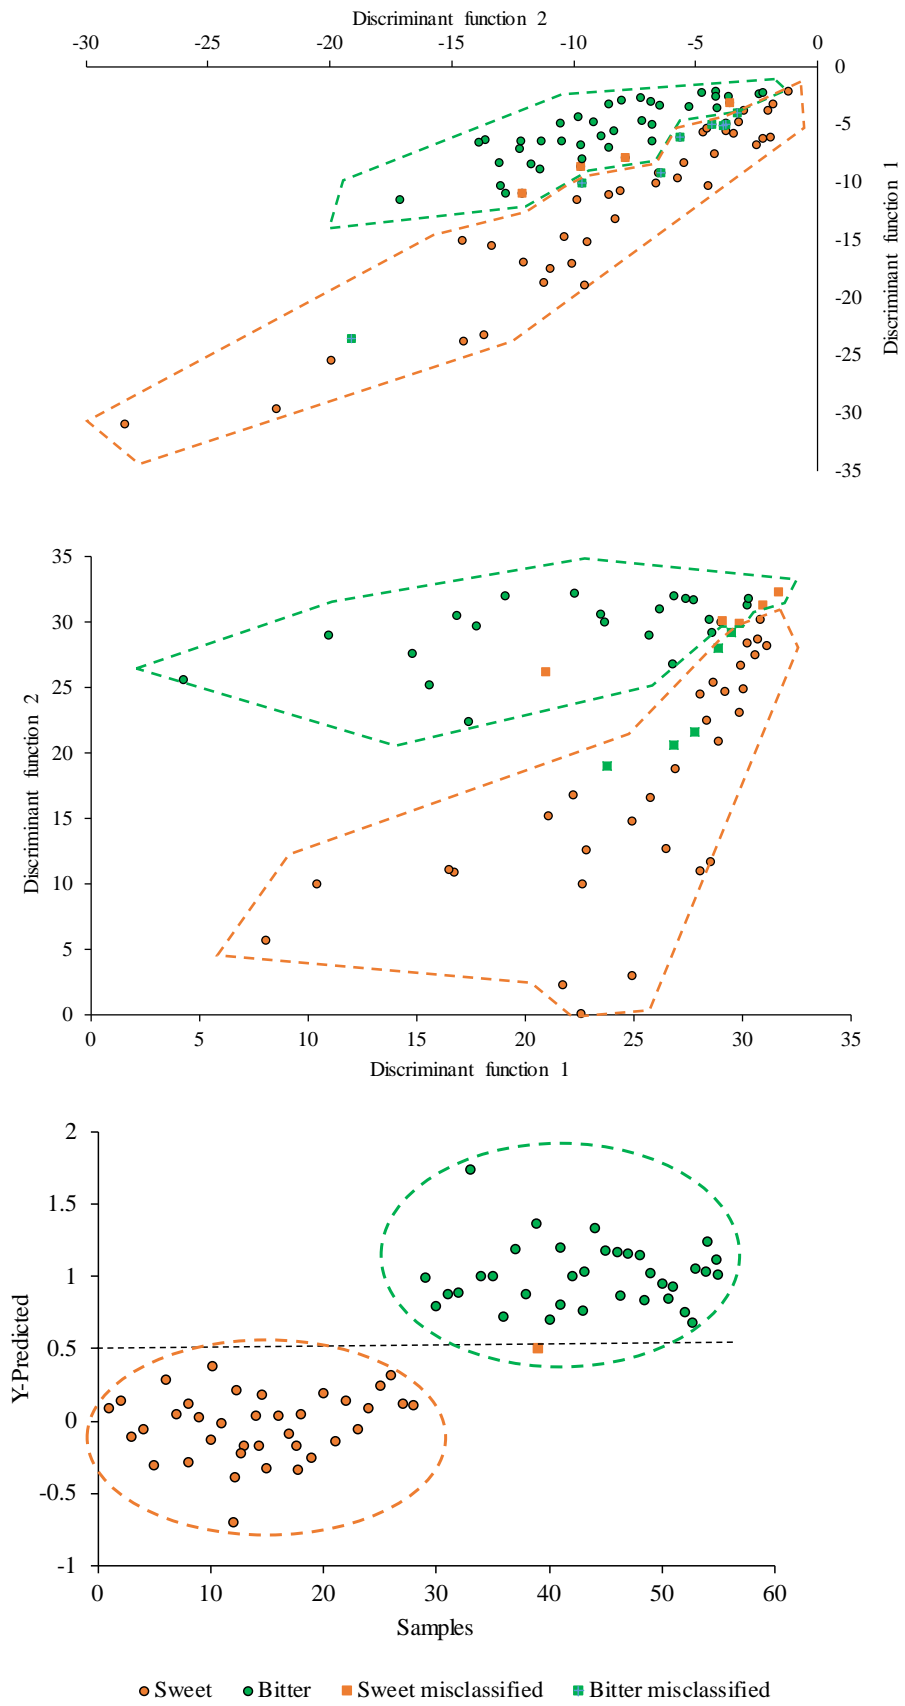 Discriminant function 2
-30 -25 -20 -15 -10 -5 0
0
-5
-10
-15
-20
-25
-30
-35
Discriminant function 1
35
30
25
20
15
10
5
0
Discriminant function 2
0 5 10 15 20 25 30 35
Discriminant function 1
2
1.5
1
0.5
0
-0.5
-1
Y-Predicted
0 10 20 30 40 50 60
Samples
Sweet Bitter Sweet misclassified Bitter misclassified